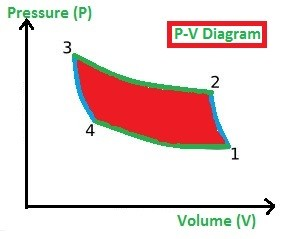 Pressure (P)
P-V Diagram
3
2
4
1
Volume (V)